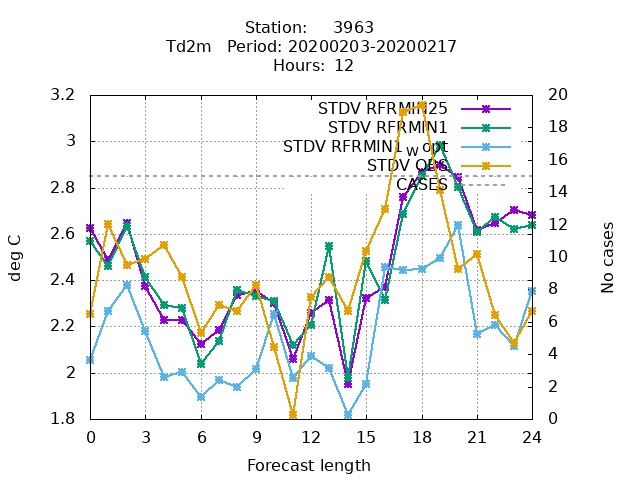 Station: 3963
Td2m Period: 20200203-20200217
Hours: 12
STDV RFRMIN25
STDV RFRMIN1
STDV RFRMIN1_w_opt
STDV OBS
CASES
3.2
3
2.8
2.6
2.4
2.2
2
1.8
20
18
16
14
12
10
8
6
4
2
0
deg C
No cases
0 3 6 9 12 15 18 21 24
Forecast length